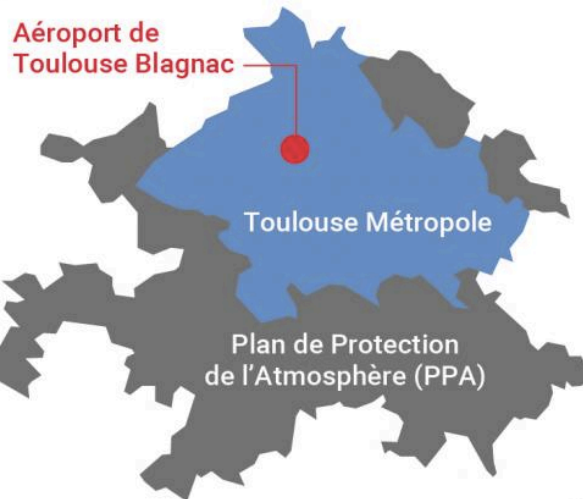 Aéroport de
Toulouse Blagnac
Toulouse Métropole
Plan de Protection
de l'Atmosphère (PPA)